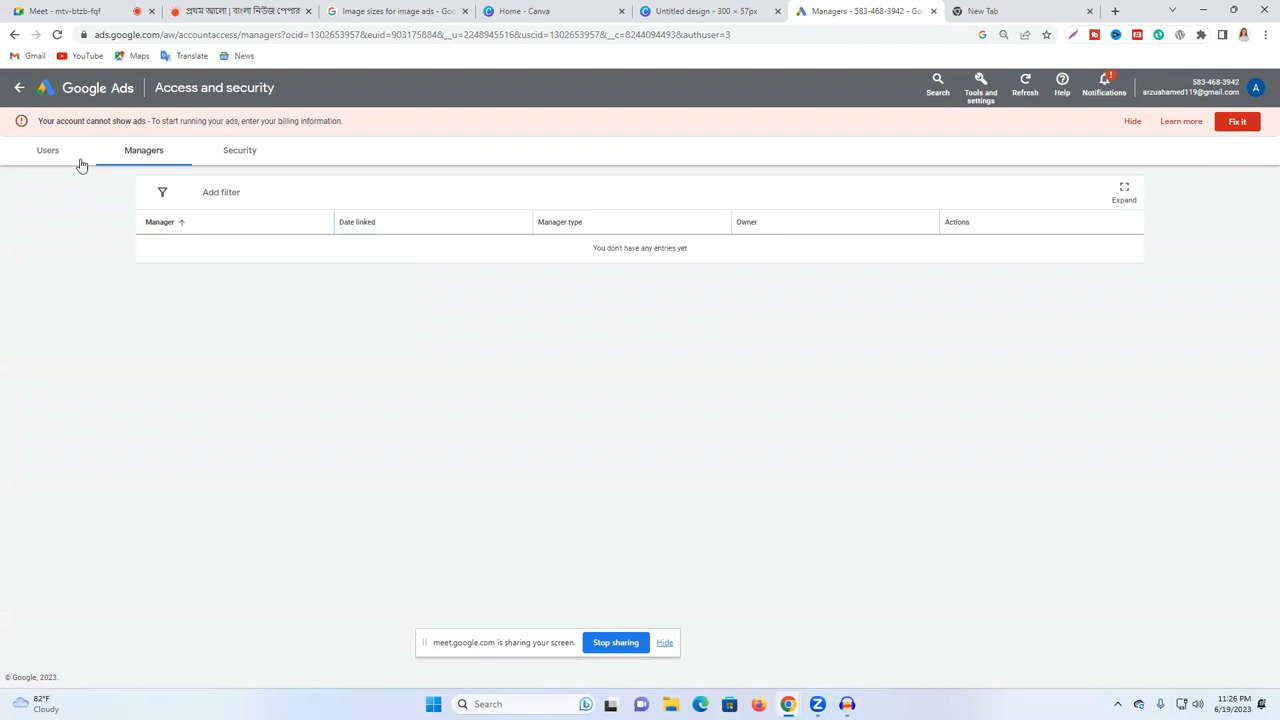 Meet - mtv-btzb-fqf
প্রথম আলো | বাংলা নিউজ পেপার
Image sizes for image ads - Goo
Home - Canva
Untitled design - 300 × 57px
Managers - 583-468-3942 - Goo
New Tab
ads.google.com/aw/accountaccess/managers?ocid=1302653957&euid=903175804&__u=2248945516&uscid=1302653957&__c=8244094493&authuser=3
Gmail
YouTube
Maps
Translate
News
Google Ads
Access and security
Search
Tools and settings
Refresh
Help
Notifications
583-468-3942
arzuahamed119@gmail.com
A
Your account cannot show ads - To start running your ads, enter your billing information.
Hide
Learn more
Fix it
Users
Managers
Security
Add filter
Expand
Manager
Date linked
Manager type
Owner
Actions
You don't have any entries yet
meet.google.com is sharing your screen.
Stop sharing
Hide
© Google, 2023.
82°F
Cloudy
Search
11:26 PM
6/19/2023